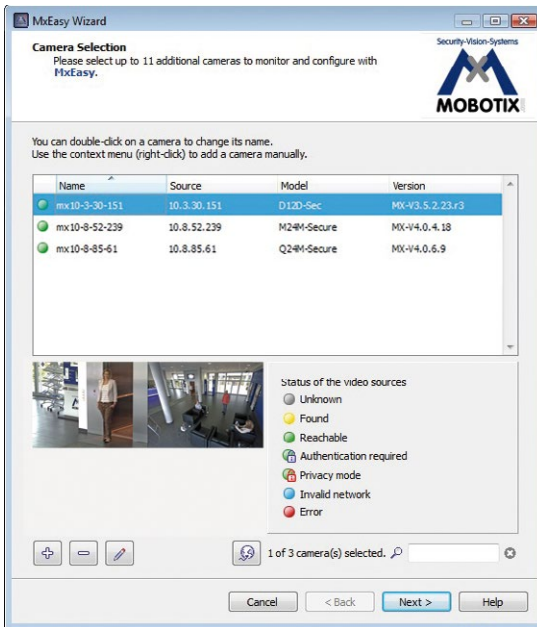 MxEasy Wizard
Camera Selection
Please select up to 11 additional cameras to monitor and configure with
MxEasy.
Security-Vision-Systems
MOBOTIX
You can double-click on a camera to change its name.
Use the context menu (right-click) to add a camera manually.
Name Source Model Version
mx10-3-30-151 10.3.30.151 D12D-Sec MX-V3.5.2.23.r3
mx10-8-52-239 10.8.52.239 M24M-Secure MX-V4.0.4.18
mx10-8-85-61 10.8.85.61 Q24M-Secure MX-V4.0.6.9
Status of the video sources
Unknown
Found
Reachable
Authentication required
Privacy mode
Invalid network
Error
1 of 3 camera(s) selected.
Cancel < Back Next > Help